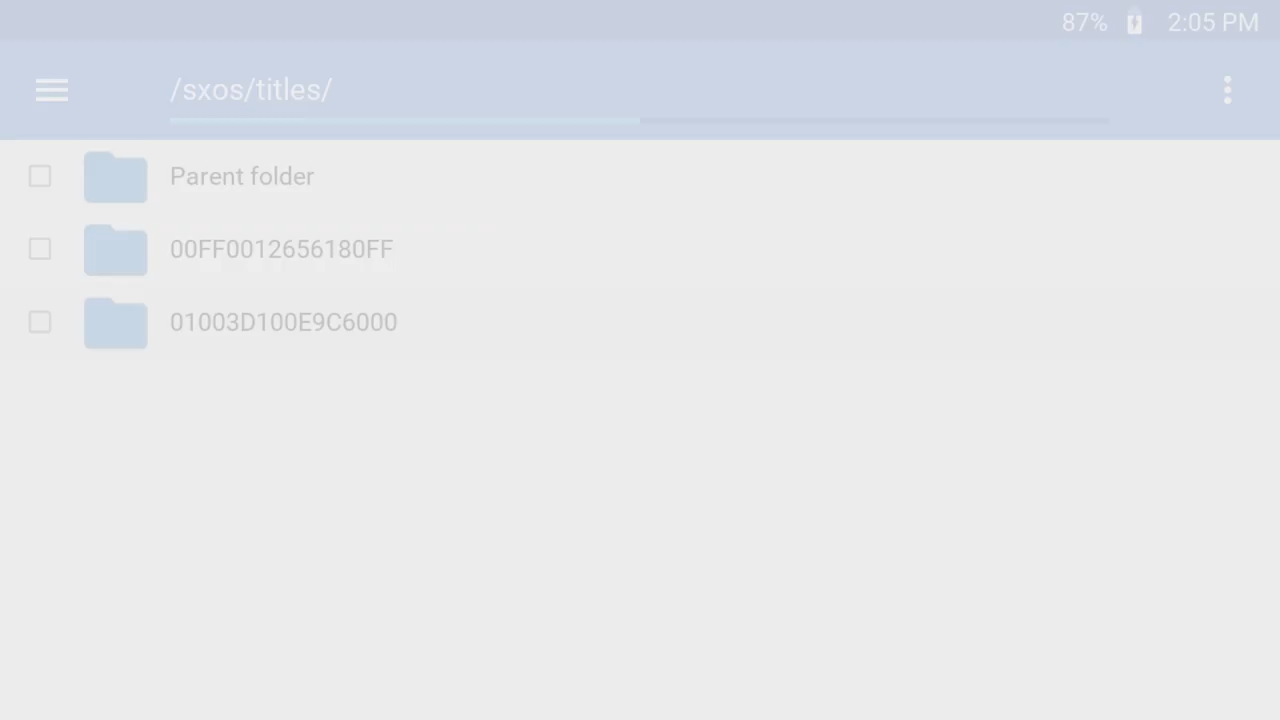 87% 2:05 PM
/sxos/titles/
Parent folder
00FF0012656180FF
01003D100E9C6000